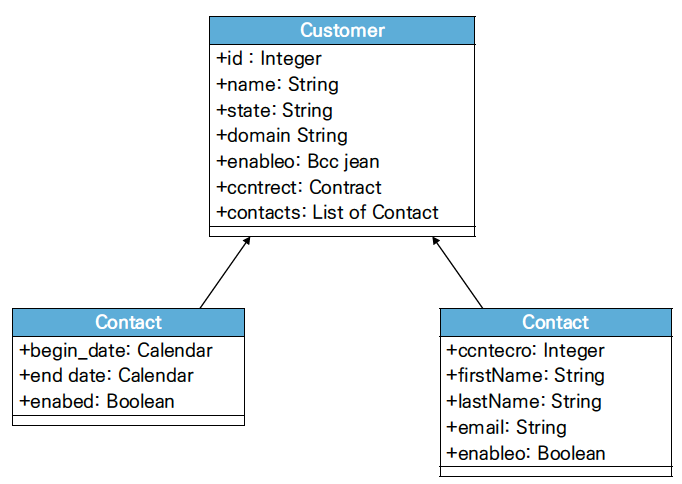 Customer
+id : Integer
+name: String
+state: String
+domain String
+enableo: Bcc jean
+ccntrect: Contract
+contacts: List of Contact
Contact
+begin_date: Calendar
+end date: Calendar
+enabed: Boolean
Contact
+ccntecro: Integer
+firstName: String
+lastName: String
+email: String
+enableo: Boolean